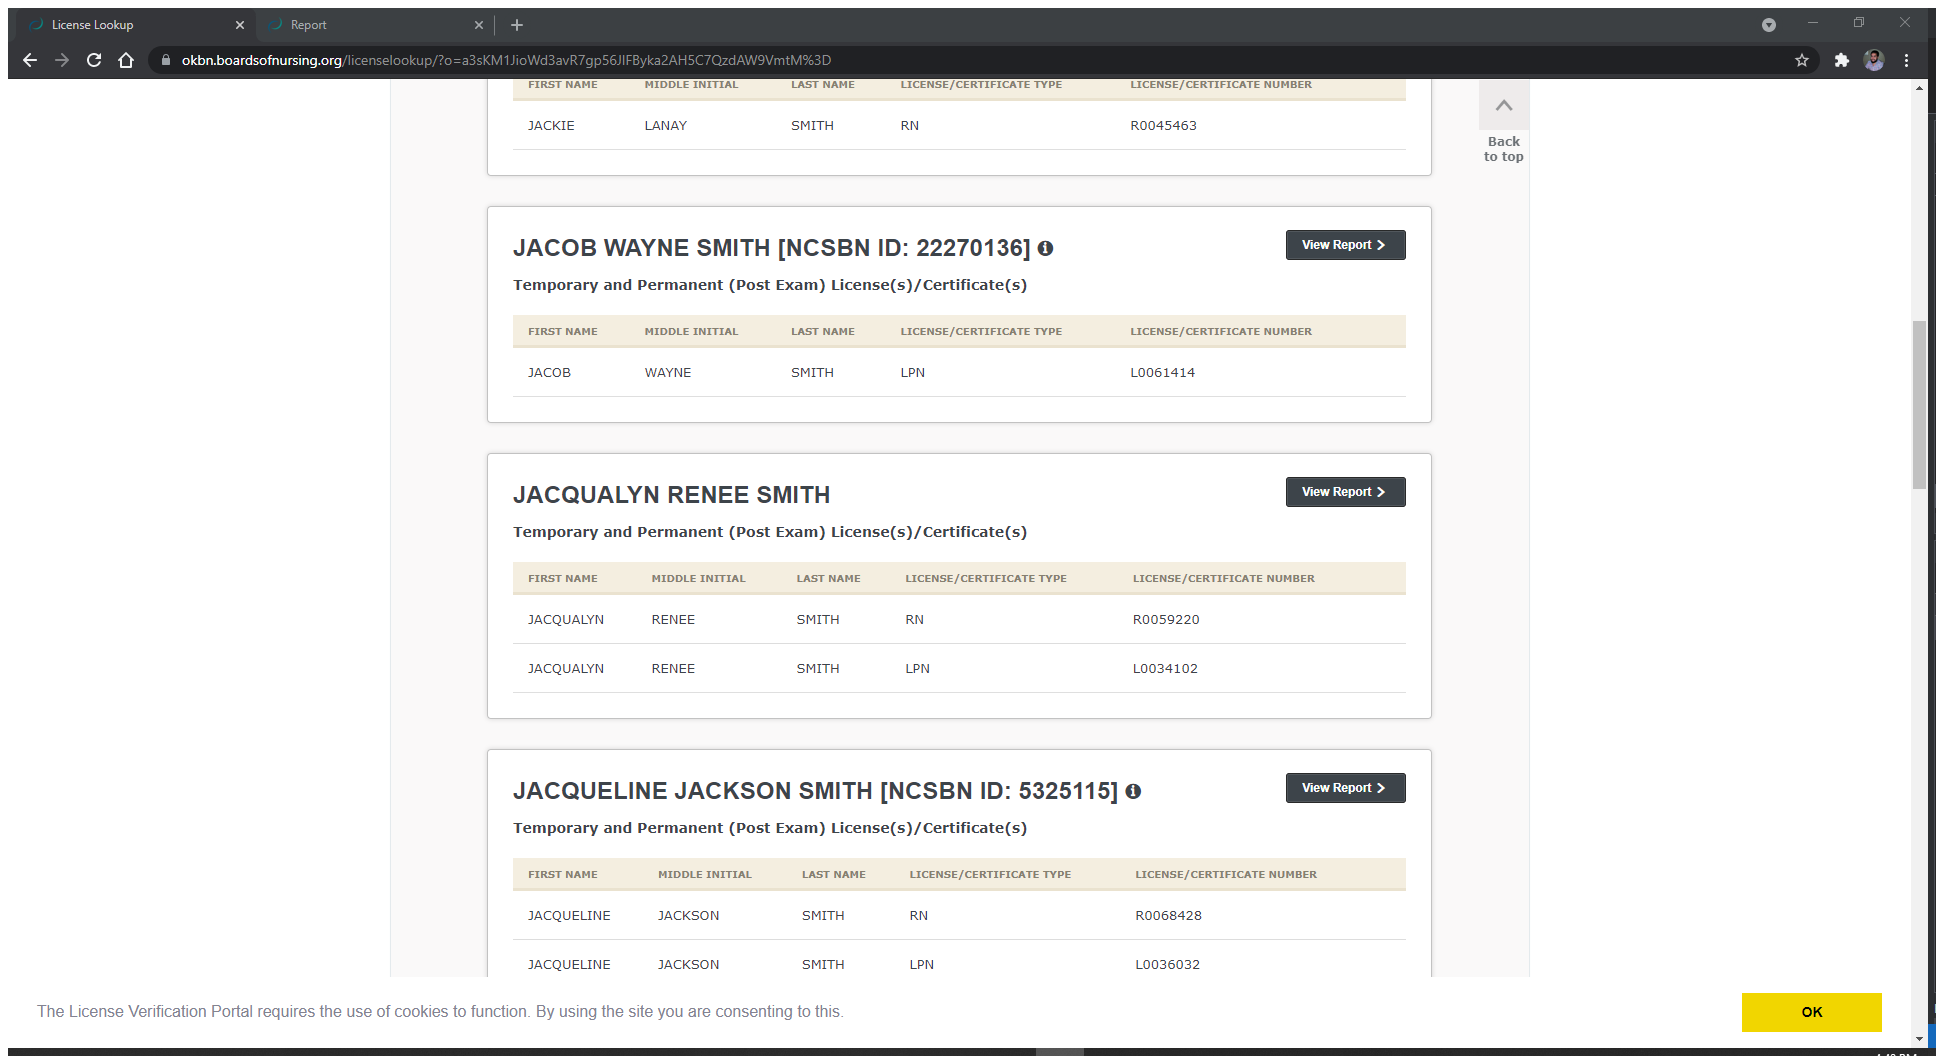 License Lookup
Report
okbn.boardsofnursing.org/licenselookup/?o=a3sKM1JioWd3avR7gp56JlFByka2AH5C7QzdAW9VmtM%3D
FIRST NAME MIDDLE INITIAL LAST NAME LICENSE/CERTIFICATE TYPE LICENSE/CERTIFICATE NUMBER
JACKIE LANAY SMITH RN R0045463
Back
to top
JACOB WAYNE SMITH [NCSBN ID: 22270136]
View Report
Temporary and Permanent (Post Exam) License(s)/Certificate(s)
FIRST NAME MIDDLE INITIAL LAST NAME LICENSE/CERTIFICATE TYPE LICENSE/CERTIFICATE NUMBER
JACOB WAYNE SMITH LPN L0061414
JACQUALYN RENEE SMITH
View Report
Temporary and Permanent (Post Exam) License(s)/Certificate(s)
FIRST NAME MIDDLE INITIAL LAST NAME LICENSE/CERTIFICATE TYPE LICENSE/CERTIFICATE NUMBER
JACQUALYN RENEE SMITH RN R0059220
JACQUALYN RENEE SMITH LPN L0034102
JACQUELINE JACKSON SMITH [NCSBN ID: 5325115]
View Report
Temporary and Permanent (Post Exam) License(s)/Certificate(s)
FIRST NAME MIDDLE INITIAL LAST NAME LICENSE/CERTIFICATE TYPE LICENSE/CERTIFICATE NUMBER
JACQUELINE JACKSON SMITH RN R0068428
JACQUELINE JACKSON SMITH LPN L0036032
The License Verification Portal requires the use of cookies to function. By using the site you are consenting to this.
OK